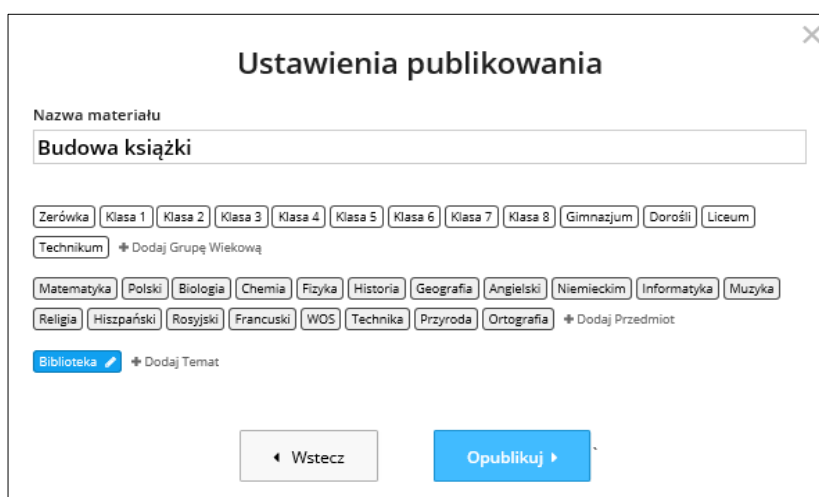 Ustawienia publikowania
Nazwa materiału
Budowa książki
Zerówka Klasa 1 Klasa 2 Klasa 3 Klasa 4 Klasa 5 Klasa 6 Klasa 7 Klasa 8 Gimnazjum Dorośli Liceum
Technikum + Dodaj Grupę Wiekową
Matematyka Polski Biologia Chemia Fizyka Historia Geografia Angielski Niemieckim Informatyka Muzyka
Religia Hiszpański Rosyjski Francuski WOS Technika Przyroda Ortografia + Dodaj Przedmiot
Biblioteka + Dodaj Temat
Wstecz Opublikuj